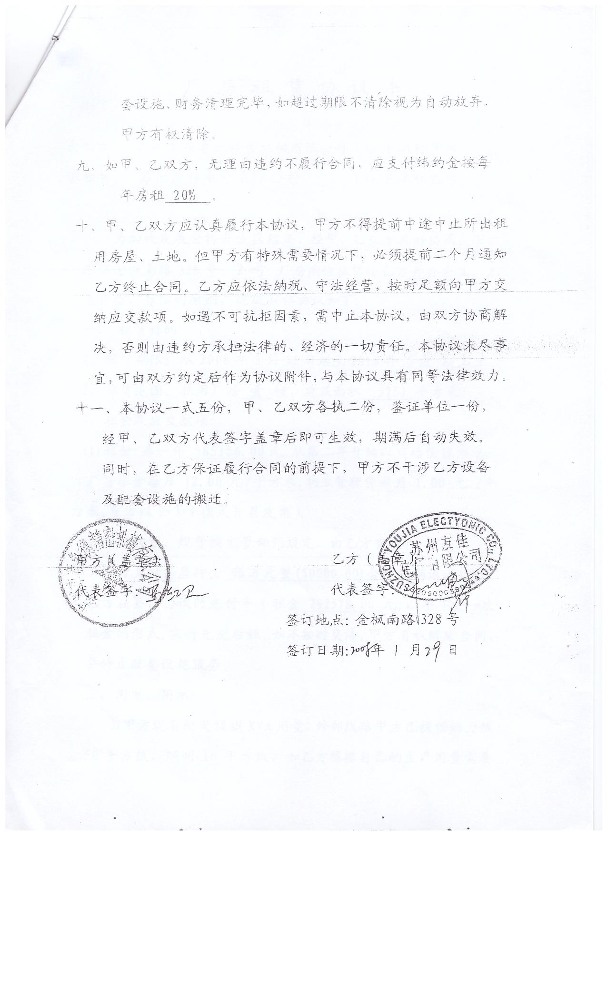 套设施、财务清理完毕，如超过期限不清除视为自动放弃．
甲方有权清除。
九、如甲、乙双方，无理由违约不履行合同，应支付纬约金按每
年房租 20% 。
十、甲、乙双方应认真履行本协议，甲方不得提前中途中止所出租
用房屋、土地。但甲方有特殊需要情况下，必须提前二个月通知
乙方终止合同。乙方应依法纳税、守法经营，按时足额向甲方交
纳应交款项。如遇不可抗拒因素，需中止本协议，由双方协商解
决，否则由违约方承担法律的、经济的一切责任。本协议未尽事
宜，可由双方约定后作为协议附件，与本协议具有同等法律效力。
十一、本协议一式五份，甲、乙双方各执二份，鉴证单位一份，
经甲、乙双方代表签字盖章后即可生效，期满后自动失效。
同时，在乙方保证履行合同的前提下，甲方不干涉乙方设备
及配套设施的搬迁。
精密机械有限公司
甲方（盖章）：
代表签字：马红卫
SUZHOU YOUJIA ELECTYONIC CO., LTD
苏州友佳
电 有限公司
乙方（盖章）
代表签字：
签订地点：金枫南路 328 号
签订日期：2008年 1 月 29 日